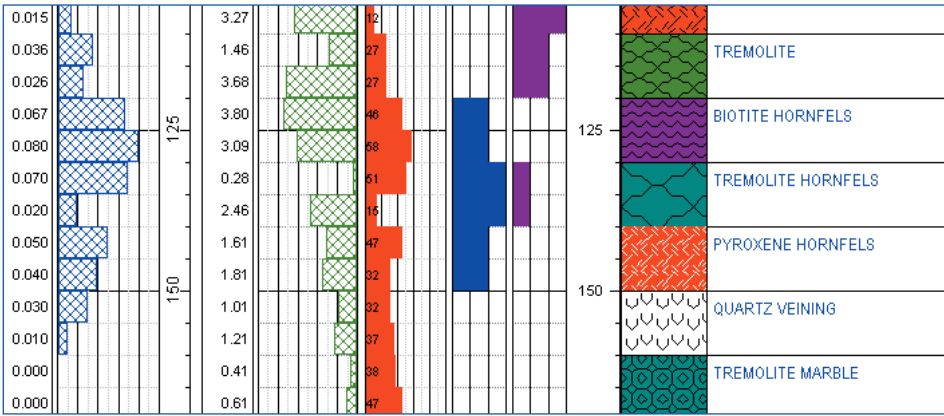 0.015 3.27 12
0.036 1.46 27 TREMOLITE
0.026 3.68 27
0.067 3.80 46 BIOTITE HORNFELS
125 125
0.080 3.09 58
0.070 0.28 51 TREMOLITE HORNFELS
0.020 2.46 15
0.050 1.61 47 PYROXENE HORNFELS
0.040 1.81 32
150 150
0.030 1.01 32 QUARTZ VEINING
0.010 1.21 37
0.000 0.41 38 TREMOLITE MARBLE
0.000 0.61 47